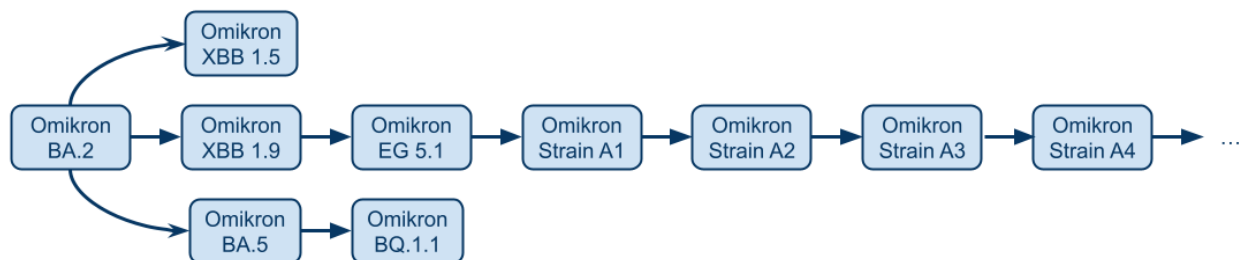 Omikron
XBB 1.5
Omikron
BA.2
Omikron
XBB 1.9
Omikron
EG 5.1
Omikron
Strain A1
Omikron
Strain A2
Omikron
Strain A3
Omikron
Strain A4
...
Omikron
BA.5
Omikron
BQ.1.1